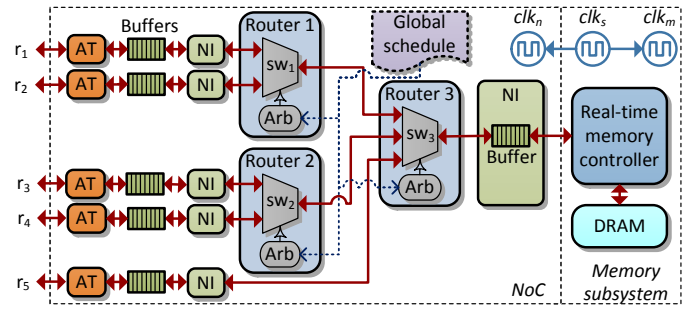 Buffers
Router 1
Global
schedule
clkn
clks
clkm
r1
AT
NI
sw1
r2
AT
NI
Arb
Router 3
NI
sw3
Buffer
Real-time
memory
controller
Router 2
r3
AT
NI
sw2
Arb
r4
AT
NI
Arb
DRAM
r5
AT
NI
NoC
Memory
subsystem